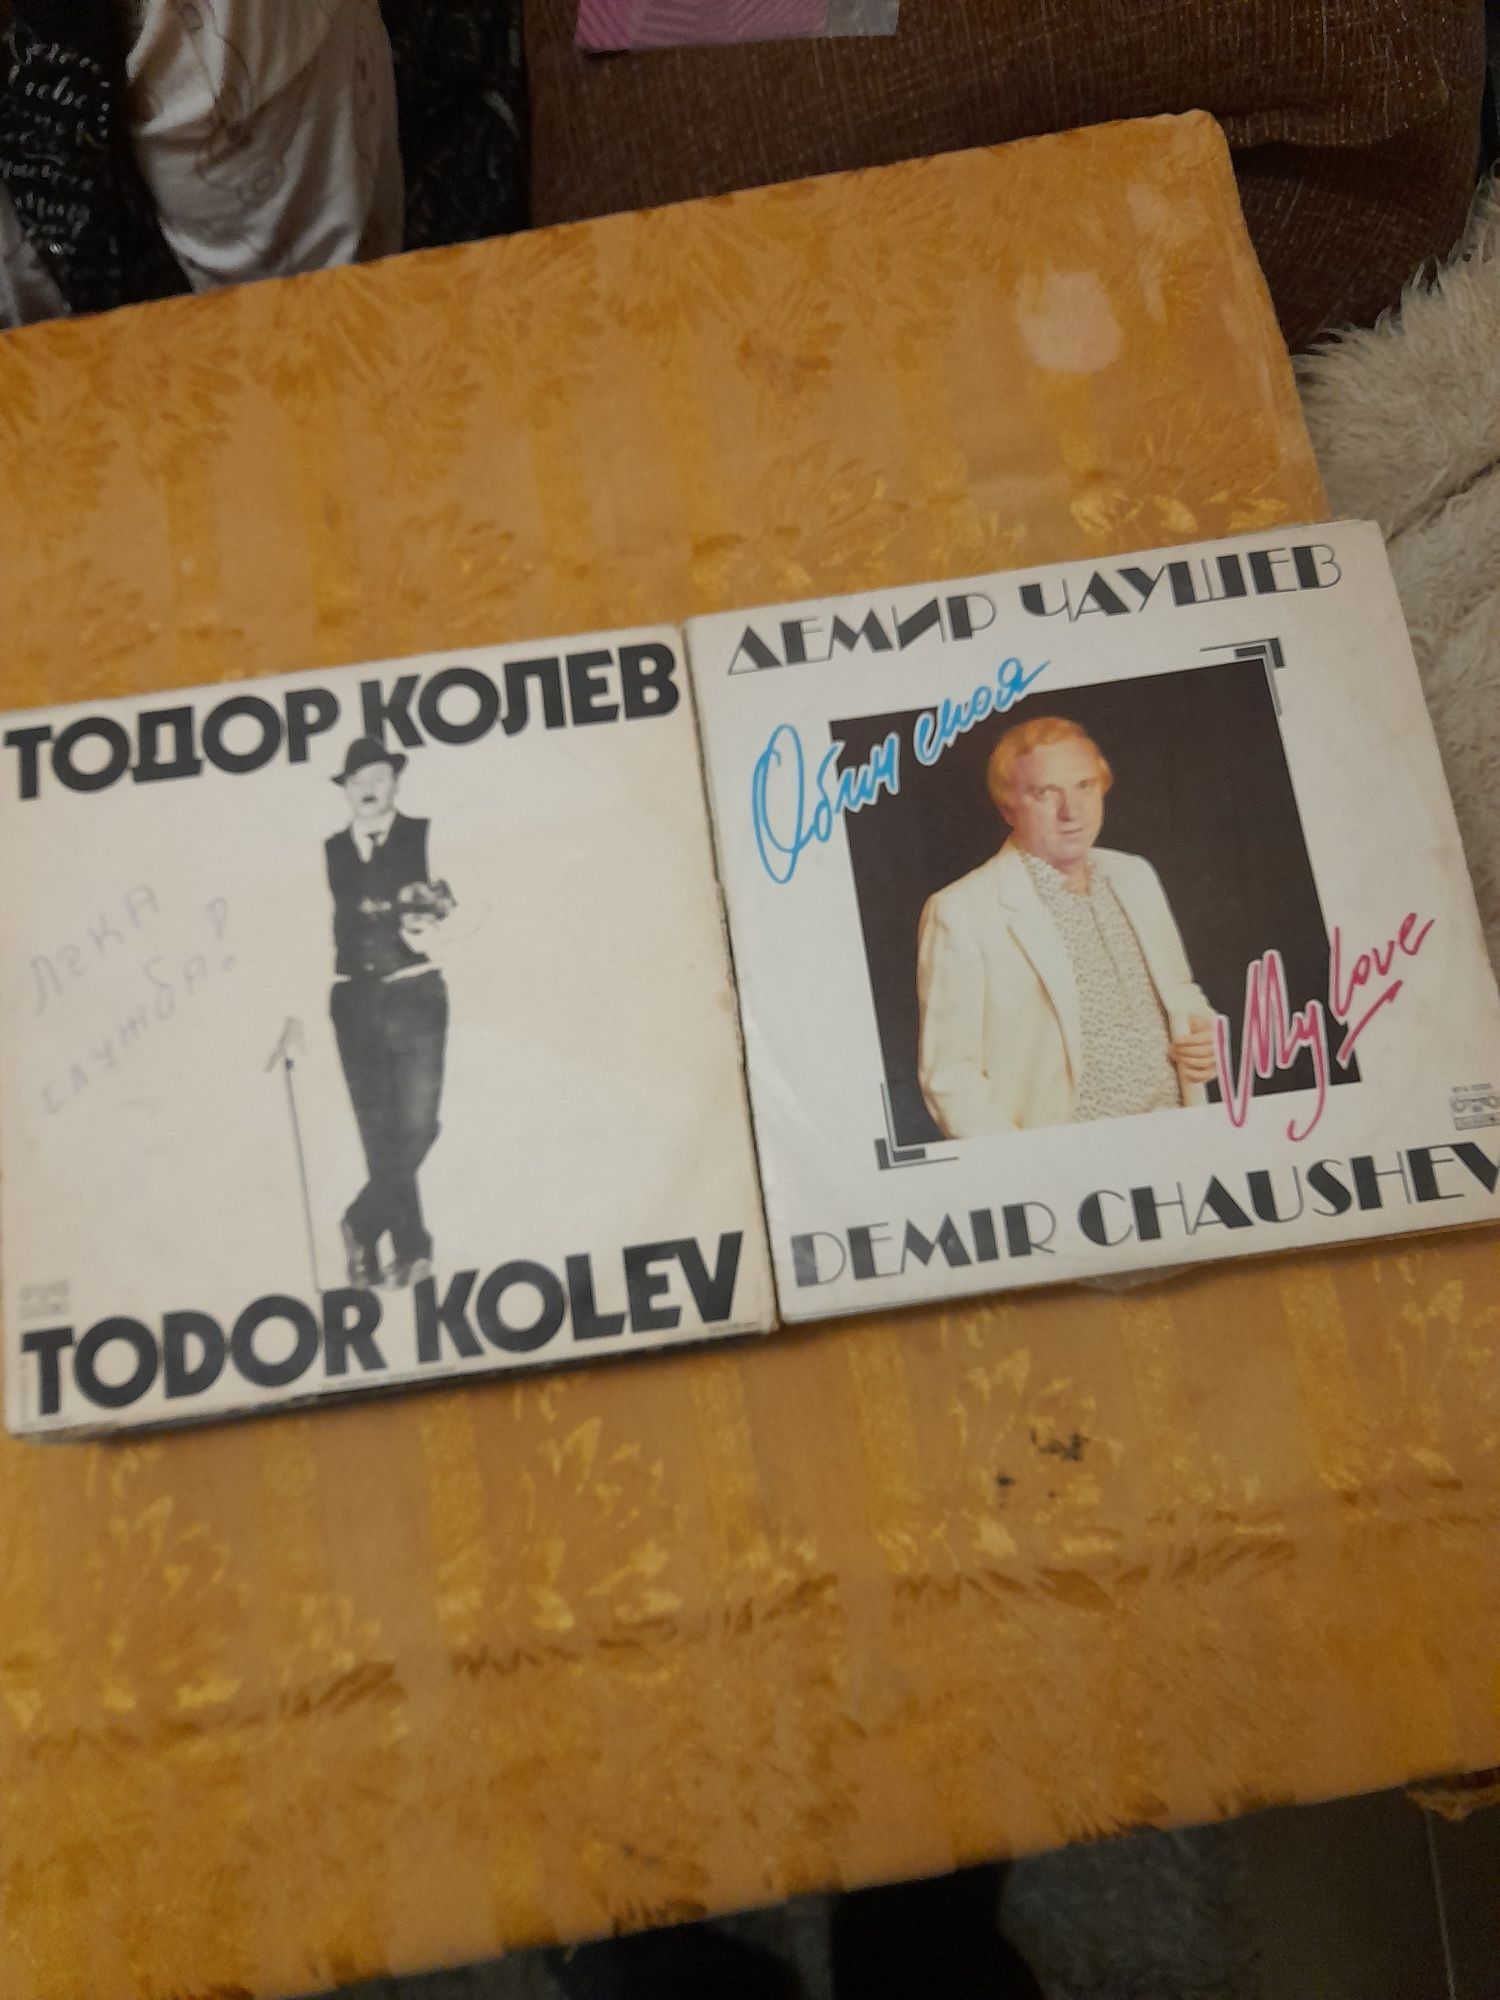 ТОДОР КОЛЕВ
ЛЕКА
СЛУЖБА
TODOR KOLEV
ДЕМИР ЧАУШЕВ
Обич моя
My love
DEMIR CHAUSHEV